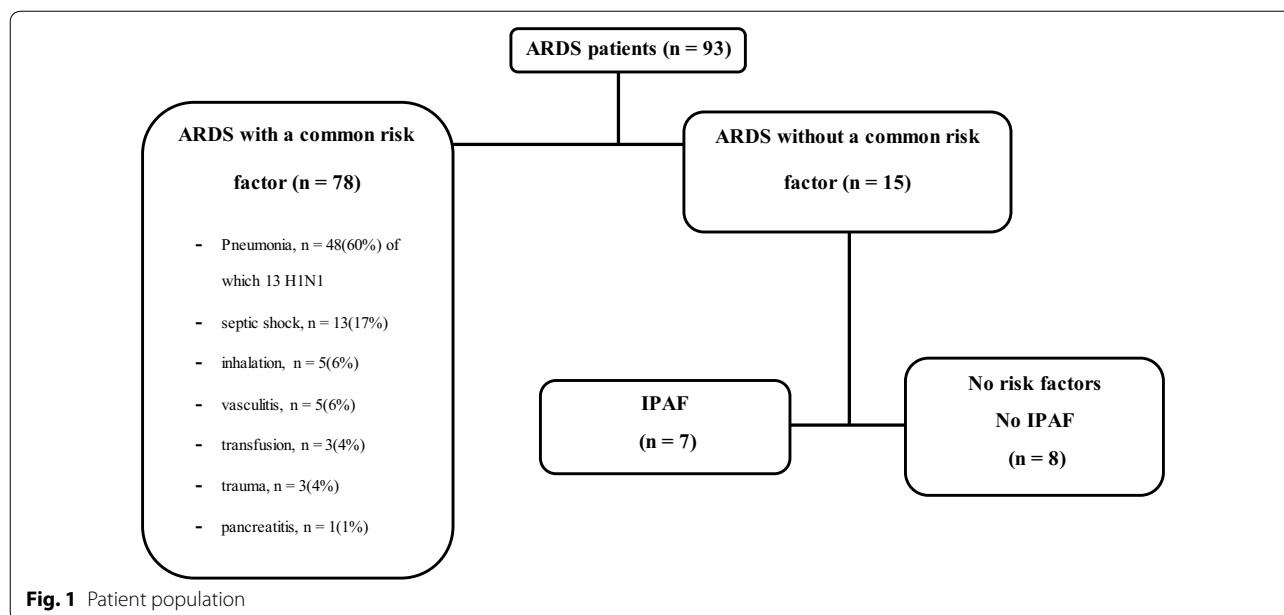 ARDS patients (n = 93)
ARDS with a common risk
factor (n = 78)
- Pneumonia, n = 48(60%) of
which 13 H1N1
- septic shock, n = 13(17%)
- inhalation, n = 5(6%)
- vasculitis, n = 5(6%)
- transfusion, n = 3(4%)
- trauma, n = 3(4%)
- pancreatitis, n = 1(1%)
ARDS without a common risk
factor (n = 15)
IPAF
(n = 7)
No risk factors
No IPAF
(n = 8)
Fig. 1 Patient population